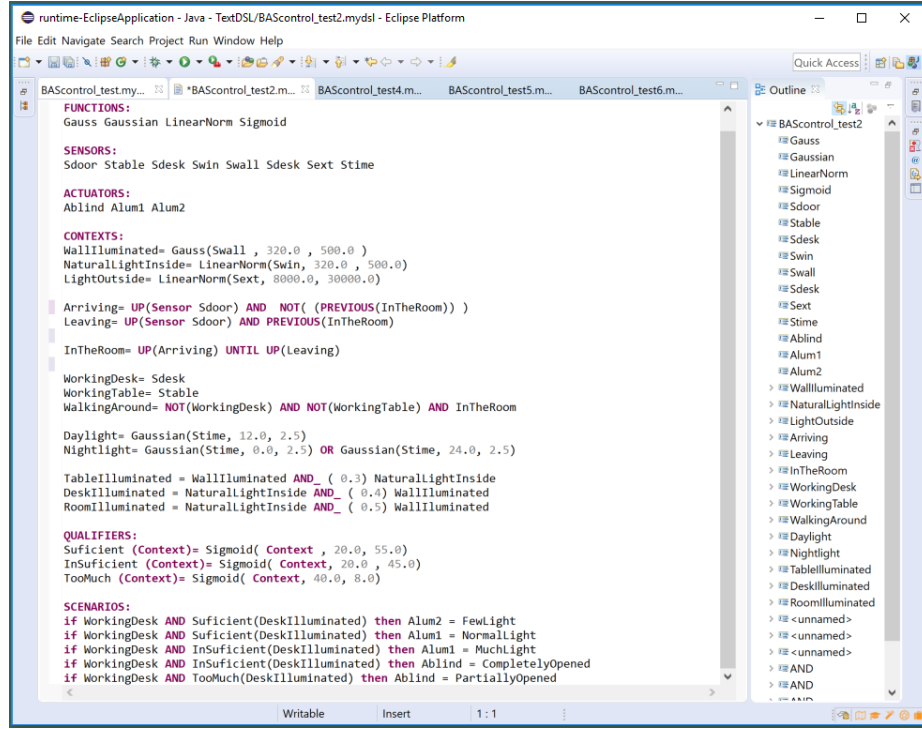 runtime-EclipseApplication - Java - TextDSL/BAScontrol_test2.mydsl - Eclipse Platform
File Edit Navigate Search Project Run Window Help
Quick Access
BAScontrol_test.my... *BAScontrol_test2.m... BAScontrol_test4.m... BAScontrol_test5.m... BAScontrol_test6.m...
FUNCTIONS:
Gauss Gaussian LinearNorm Sigmoid
SENSORS:
Sdoor Stable Sdesk Swin Swall Sdesk Sext Stime
ACTUATORS:
Ablind Alum1 Alum2
CONTEXTS:
WallIluminated= Gauss(Swall , 320.0 , 500.0 )
NaturalLightInside= LinearNorm(Swin, 320.0 , 500.0)
LightOutside= LinearNorm(Sext, 8000.0, 30000.0)
Arriving= UP(Sensor Sdoor) AND NOT( (PREVIOUS(InTheRoom)) )
Leaving= UP(Sensor Sdoor) AND PREVIOUS(InTheRoom)
InTheRoom= UP(Arriving) UNTIL UP(Leaving)
WorkingDesk= Sdesk
WorkingTable= Stable
WalkingAround= NOT(WorkingDesk) AND NOT(WorkingTable) AND InTheRoom
Daylight= Gaussian(Stime, 12.0, 2.5)
Nightlight= Gaussian(Stime, 0.0, 2.5) OR Gaussian(Stime, 24.0, 2.5)
TableIlluminated = WallIluminated AND_ ( 0.3) NaturalLightInside
DeskIlluminated = NaturalLightInside AND_ ( 0.4) WallIluminated
RoomIlluminated = NaturalLightInside AND_ ( 0.5) WallIluminated
QUALIFIERS:
Suficient (Context)= Sigmoid( Context , 20.0, 55.0)
InSuficient (Context)= Sigmoid( Context, 20.0 , 45.0)
TooMuch (Context)= Sigmoid( Context, 40.0, 8.0)
SCENARIOS:
if WorkingDesk AND Suficient(DeskIlluminated) then Alum2 = FewLight
if WorkingDesk AND Suficient(DeskIlluminated) then Alum1 = NormalLight
if WorkingDesk AND InSuficient(DeskIlluminated) then Alum1 = MuchLight
if WorkingDesk AND InSuficient(DeskIlluminated) then Ablind = CompletelyOpened
if WorkingDesk AND TooMuch(DeskIlluminated) then Ablind = PartiallyOpened
Outline
BAScontrol_test2
Gauss
Gaussian
LinearNorm
Sigmoid
Sdoor
Stable
Sdesk
Swin
Swall
Sdesk
Sext
Stime
Ablind
Alum1
Alum2
WallIluminated
NaturalLightInside
LightOutside
Arriving
Leaving
InTheRoom
WorkingDesk
WorkingTable
WalkingAround
Daylight
Nightlight
TableIlluminated
DeskIlluminated
RoomIlluminated
<unnamed>
<unnamed>
<unnamed>
AND
AND
AND
Writable Insert 1 : 1